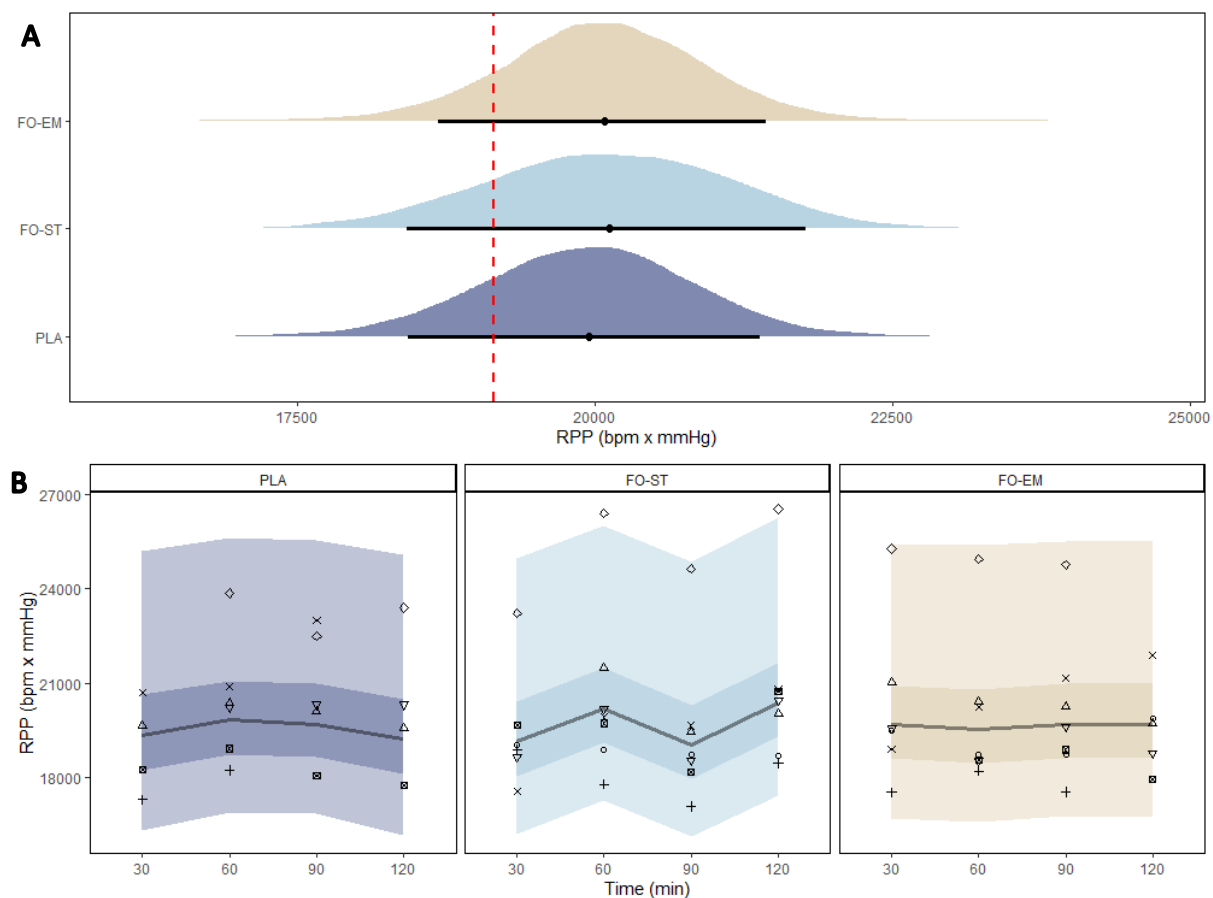 A
FO-EM
FO-ST
PLA
17500 20000 22500 25000
RPP (bpm x mmHg)
B
PLA FO-ST FO-EM
RPP (bpm x mmHg)
27000
24000
21000
18000
30 60 90 120 30 60 90 120 30 60 90 120
Time (min)